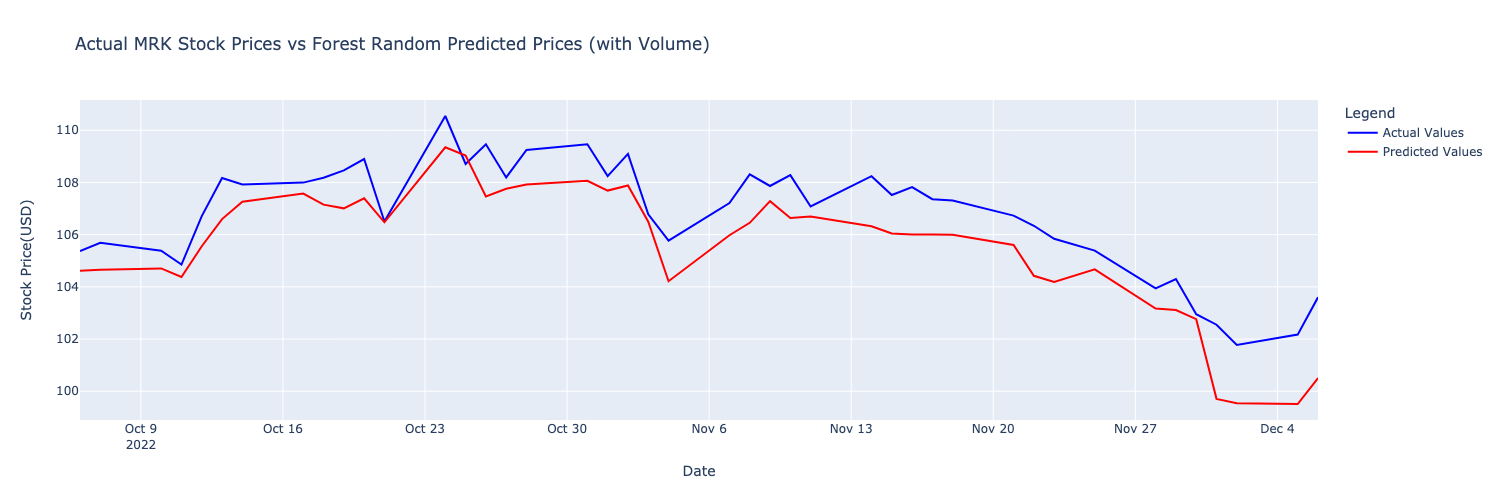 Actual MRK Stock Prices vs Forest Random Predicted Prices (with Volume)
Legend
Actual Values
Predicted Values
Stock Price(USD)
110
108
106
104
102
100
Oct 9
2022
Oct 16
Oct 23
Oct 30
Nov 6
Nov 13
Nov 20
Nov 27
Dec 4
Date